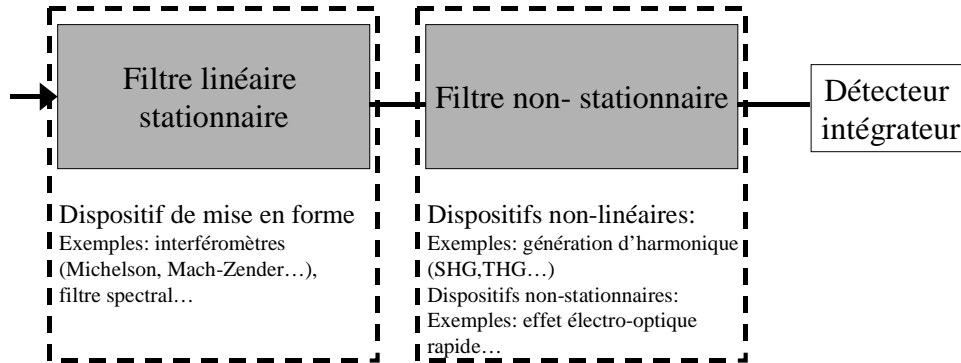 Filtre linéaire
stationnaire
Filtre non- stationnaire
Détecteur
intégrateur
Dispositif de mise en forme
Exemples: interféromètres
(Michelson, Mach-Zender…),
filtre spectral…
Dispositifs non-linéaires:
Exemples: génération d’harmonique
(SHG,THG…)
Dispositifs non-stationnaires:
Exemples: effet électro-optique
rapide…